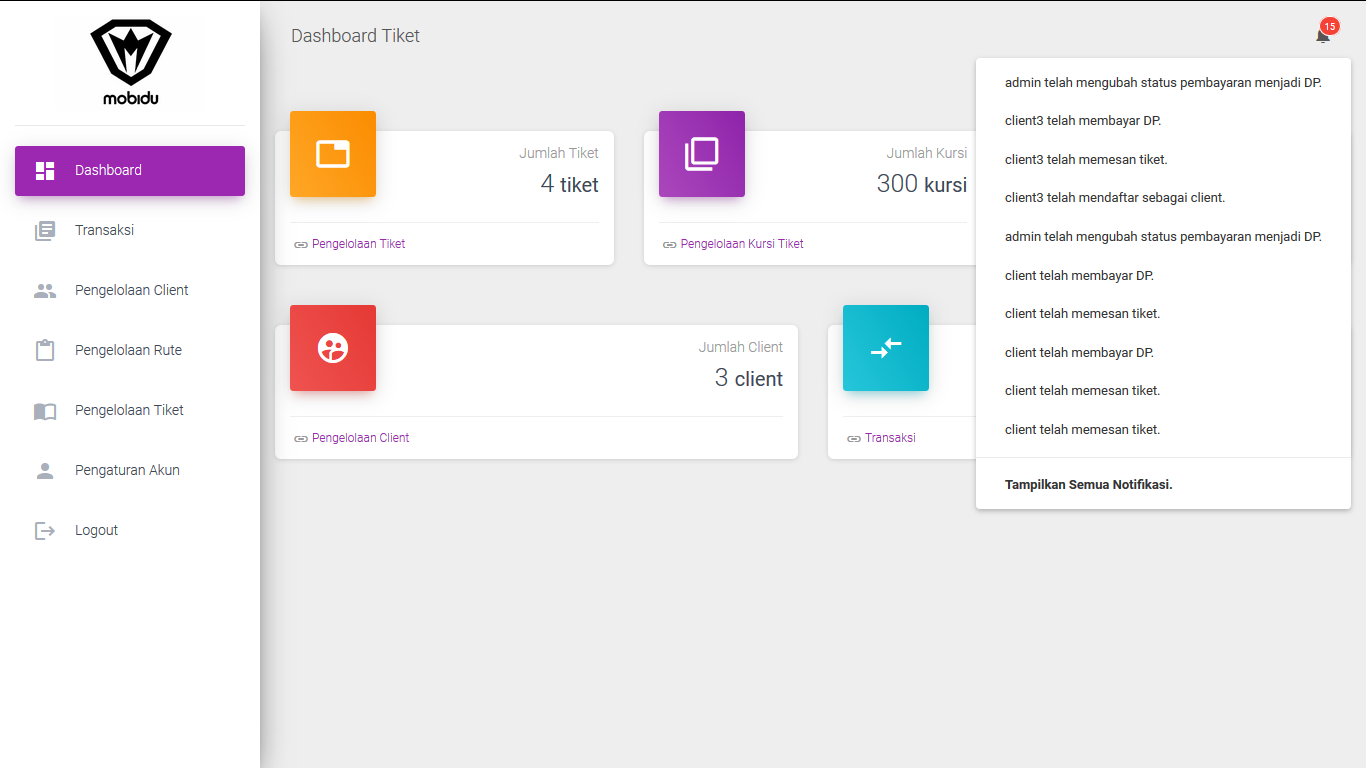 mobidu
Dashboard
Transaksi
Pengelolaan Client
Pengelolaan Rute
Pengelolaan Tiket
Pengaturan Akun
Logout
Dashboard Tiket
15
Jumlah Tiket
4 tiket
Pengelolaan Tiket
Jumlah Kursi
300 kursi
Pengelolaan Kursi Tiket
Jumlah Client
3 client
Pengelolaan Client
Transaksi
admin telah mengubah status pembayaran menjadi DP.
client3 telah membayar DP.
client3 telah memesan tiket.
client3 telah mendaftar sebagai client.
admin telah mengubah status pembayaran menjadi DP.
client telah membayar DP.
client telah memesan tiket.
client telah membayar DP.
client telah memesan tiket.
client telah memesan tiket.
Tampilkan Semua Notifikasi.